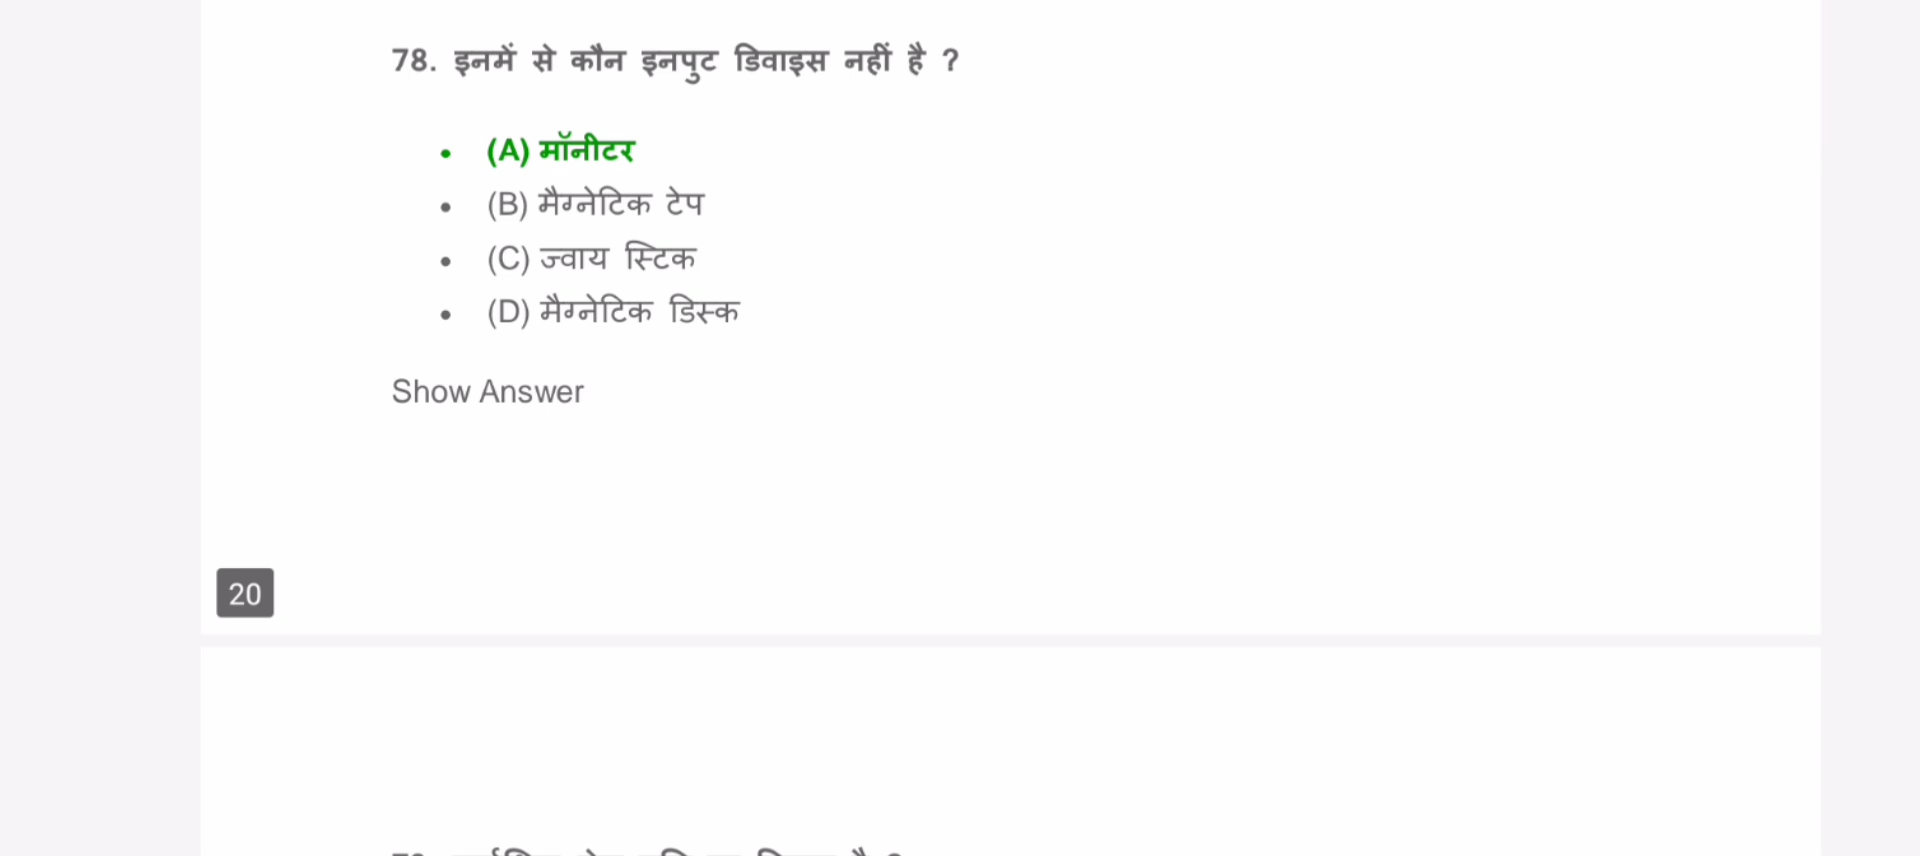 78. इनमें से कौन इनपुट डिवाइस नहीं है ?
• (A) मॉनीटर
• (B) मैग्नेटिक टेप
• (C) ज्वाय स्टिक
• (D) मैग्नेटिक डिस्क
Show Answer
20